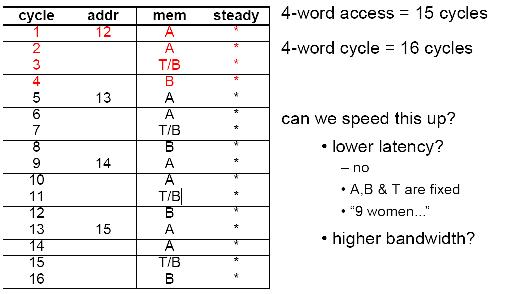 cycle addr mem steady
1 12 A *
2 A *
3 T/B *
4 B *
5 13 A *
6 A *
7 T/B *
8 B *
9 14 A *
10 A *
11 T/B *
12 B *
13 15 A *
14 A *
15 T/B *
16 B *
4-word access = 15 cycles
4-word cycle = 16 cycles
can we speed this up?
• lower latency?
– no
• A,B & T are fixed
• “9 women...”
• higher bandwidth?